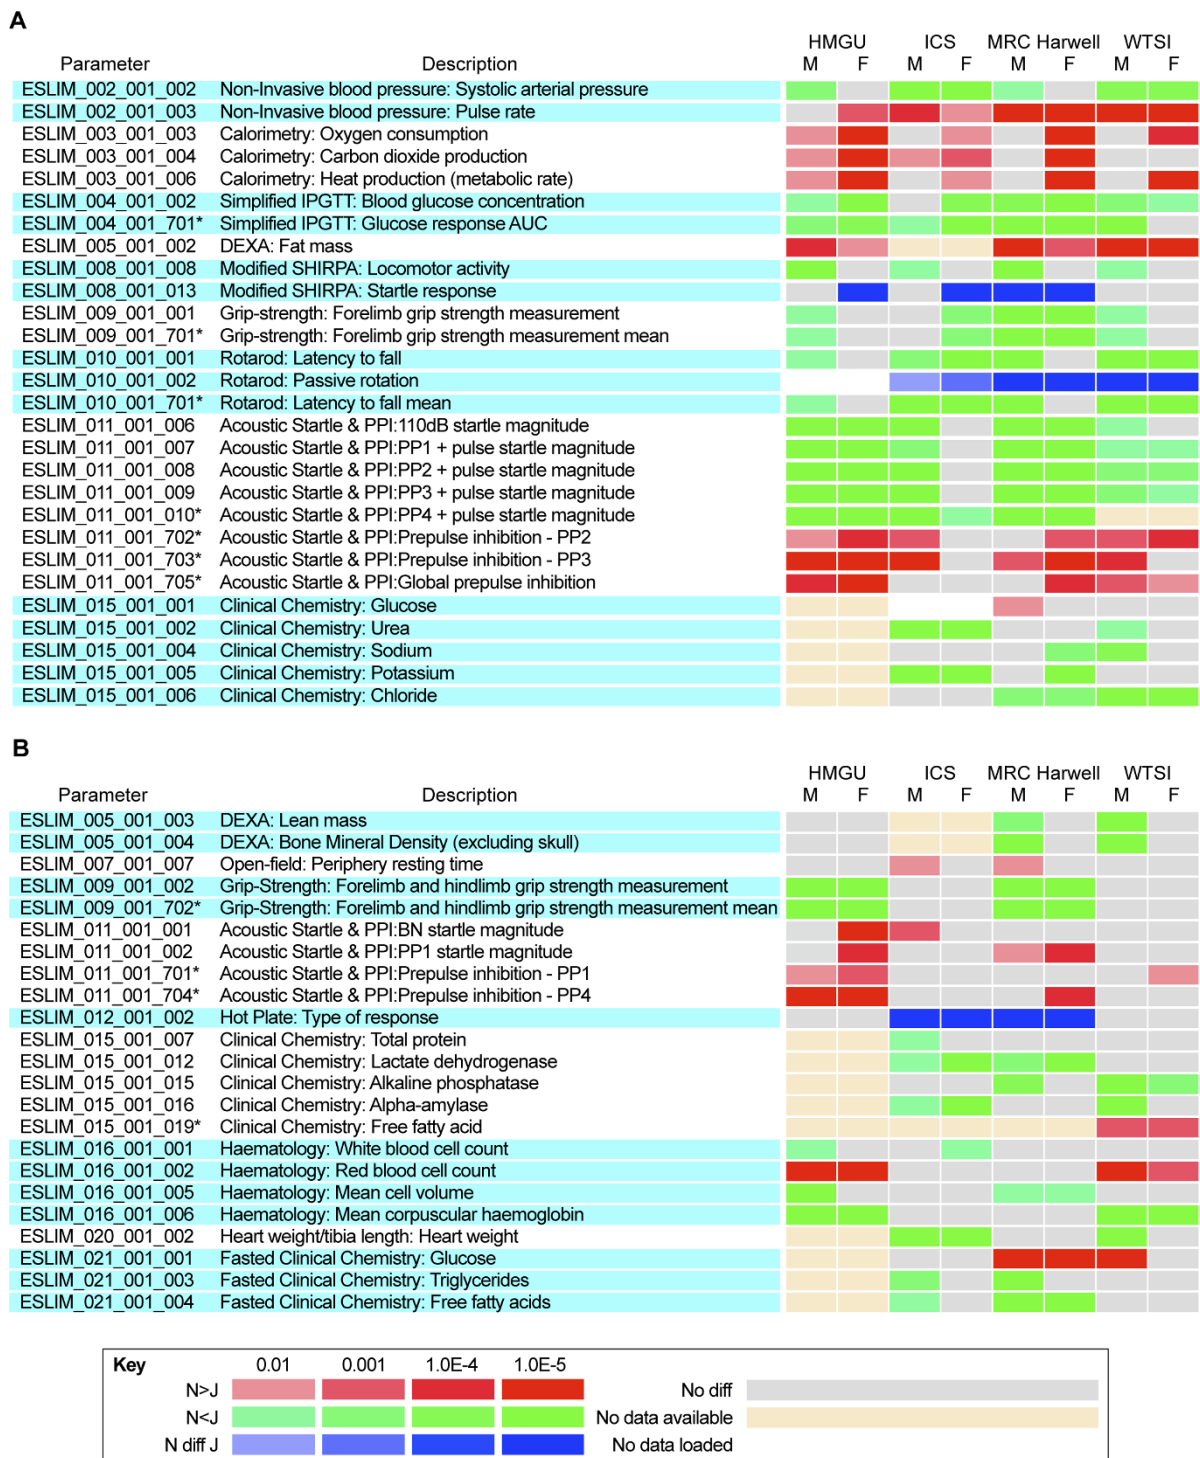 A
HMGU ICS MRC Harwell WTSI
Parameter Description M F M F M F M F
ESLIM_002_001_002 Non-Invasive blood pressure: Systolic arterial pressure
ESLIM_002_001_003 Non-Invasive blood pressure: Pulse rate
ESLIM_003_001_003 Calorimetry: Oxygen consumption
ESLIM_003_001_004 Calorimetry: Carbon dioxide production
ESLIM_003_001_006 Calorimetry: Heat production (metabolic rate)
ESLIM_004_001_002 Simplified IPGTT: Blood glucose concentration
ESLIM_004_001_701* Simplified IPGTT: Glucose response AUC
ESLIM_005_001_002 DEXA: Fat mass
ESLIM_008_001_008 Modified SHIRPA: Locomotor activity
ESLIM_008_001_013 Modified SHIRPA: Startle response
ESLIM_009_001_001 Grip-strength: Forelimb grip strength measurement
ESLIM_009_001_701* Grip-strength: Forelimb grip strength measurement mean
ESLIM_010_001_001 Rotarod: Latency to fall
ESLIM_010_001_002 Rotarod: Passive rotation
ESLIM_010_001_701* Rotarod: Latency to fall mean
ESLIM_011_001_006 Acoustic Startle & PPI:110dB startle magnitude
ESLIM_011_001_007 Acoustic Startle & PPI:PP1 + pulse startle magnitude
ESLIM_011_001_008 Acoustic Startle & PPI:PP2 + pulse startle magnitude
ESLIM_011_001_009 Acoustic Startle & PPI:PP3 + pulse startle magnitude
ESLIM_011_001_010* Acoustic Startle & PPI:PP4 + pulse startle magnitude
ESLIM_011_001_702* Acoustic Startle & PPI:Prepulse inhibition - PP2
ESLIM_011_001_703* Acoustic Startle & PPI:Prepulse inhibition - PP3
ESLIM_011_001_705* Acoustic Startle & PPI:Global prepulse inhibition
ESLIM_015_001_001 Clinical Chemistry: Glucose
ESLIM_015_001_002 Clinical Chemistry: Urea
ESLIM_015_001_004 Clinical Chemistry: Sodium
ESLIM_015_001_005 Clinical Chemistry: Potassium
ESLIM_015_001_006 Clinical Chemistry: Chloride
B
HMGU ICS MRC Harwell WTSI
Parameter Description M F M F M F M F
ESLIM_005_001_003 DEXA: Lean mass
ESLIM_005_001_004 DEXA: Bone Mineral Density (excluding skull)
ESLIM_007_001_007 Open-field: Periphery resting time
ESLIM_009_001_002 Grip-Strength: Forelimb and hindlimb grip strength measurement
ESLIM_009_001_702* Grip-Strength: Forelimb and hindlimb grip strength measurement mean
ESLIM_011_001_001 Acoustic Startle & PPI:BN startle magnitude
ESLIM_011_001_002 Acoustic Startle & PPI:PP1 startle magnitude
ESLIM_011_001_701* Acoustic Startle & PPI:Prepulse inhibition - PP1
ESLIM_011_001_704* Acoustic Startle & PPI:Prepulse inhibition - PP4
ESLIM_012_001_002 Hot Plate: Type of response
ESLIM_015_001_007 Clinical Chemistry: Total protein
ESLIM_015_001_012 Clinical Chemistry: Lactate dehydrogenase
ESLIM_015_001_015 Clinical Chemistry: Alkaline phosphatase
ESLIM_015_001_016 Clinical Chemistry: Alpha-amylase
ESLIM_015_001_019* Clinical Chemistry: Free fatty acid
ESLIM_016_001_001 Haematology: White blood cell count
ESLIM_016_001_002 Haematology: Red blood cell count
ESLIM_016_001_005 Haematology: Mean cell volume
ESLIM_016_001_006 Haematology: Mean corpuscular haemoglobin
ESLIM_020_001_002 Heart weight/tibia length: Heart weight
ESLIM_021_001_001 Fasted Clinical Chemistry: Glucose
ESLIM_021_001_003 Fasted Clinical Chemistry: Triglycerides
ESLIM_021_001_004 Fasted Clinical Chemistry: Free fatty acids
Key 0.01 0.001 1.0E-4 1.0E-5
N>J No diff
N<J No data available
N diff J No data loaded